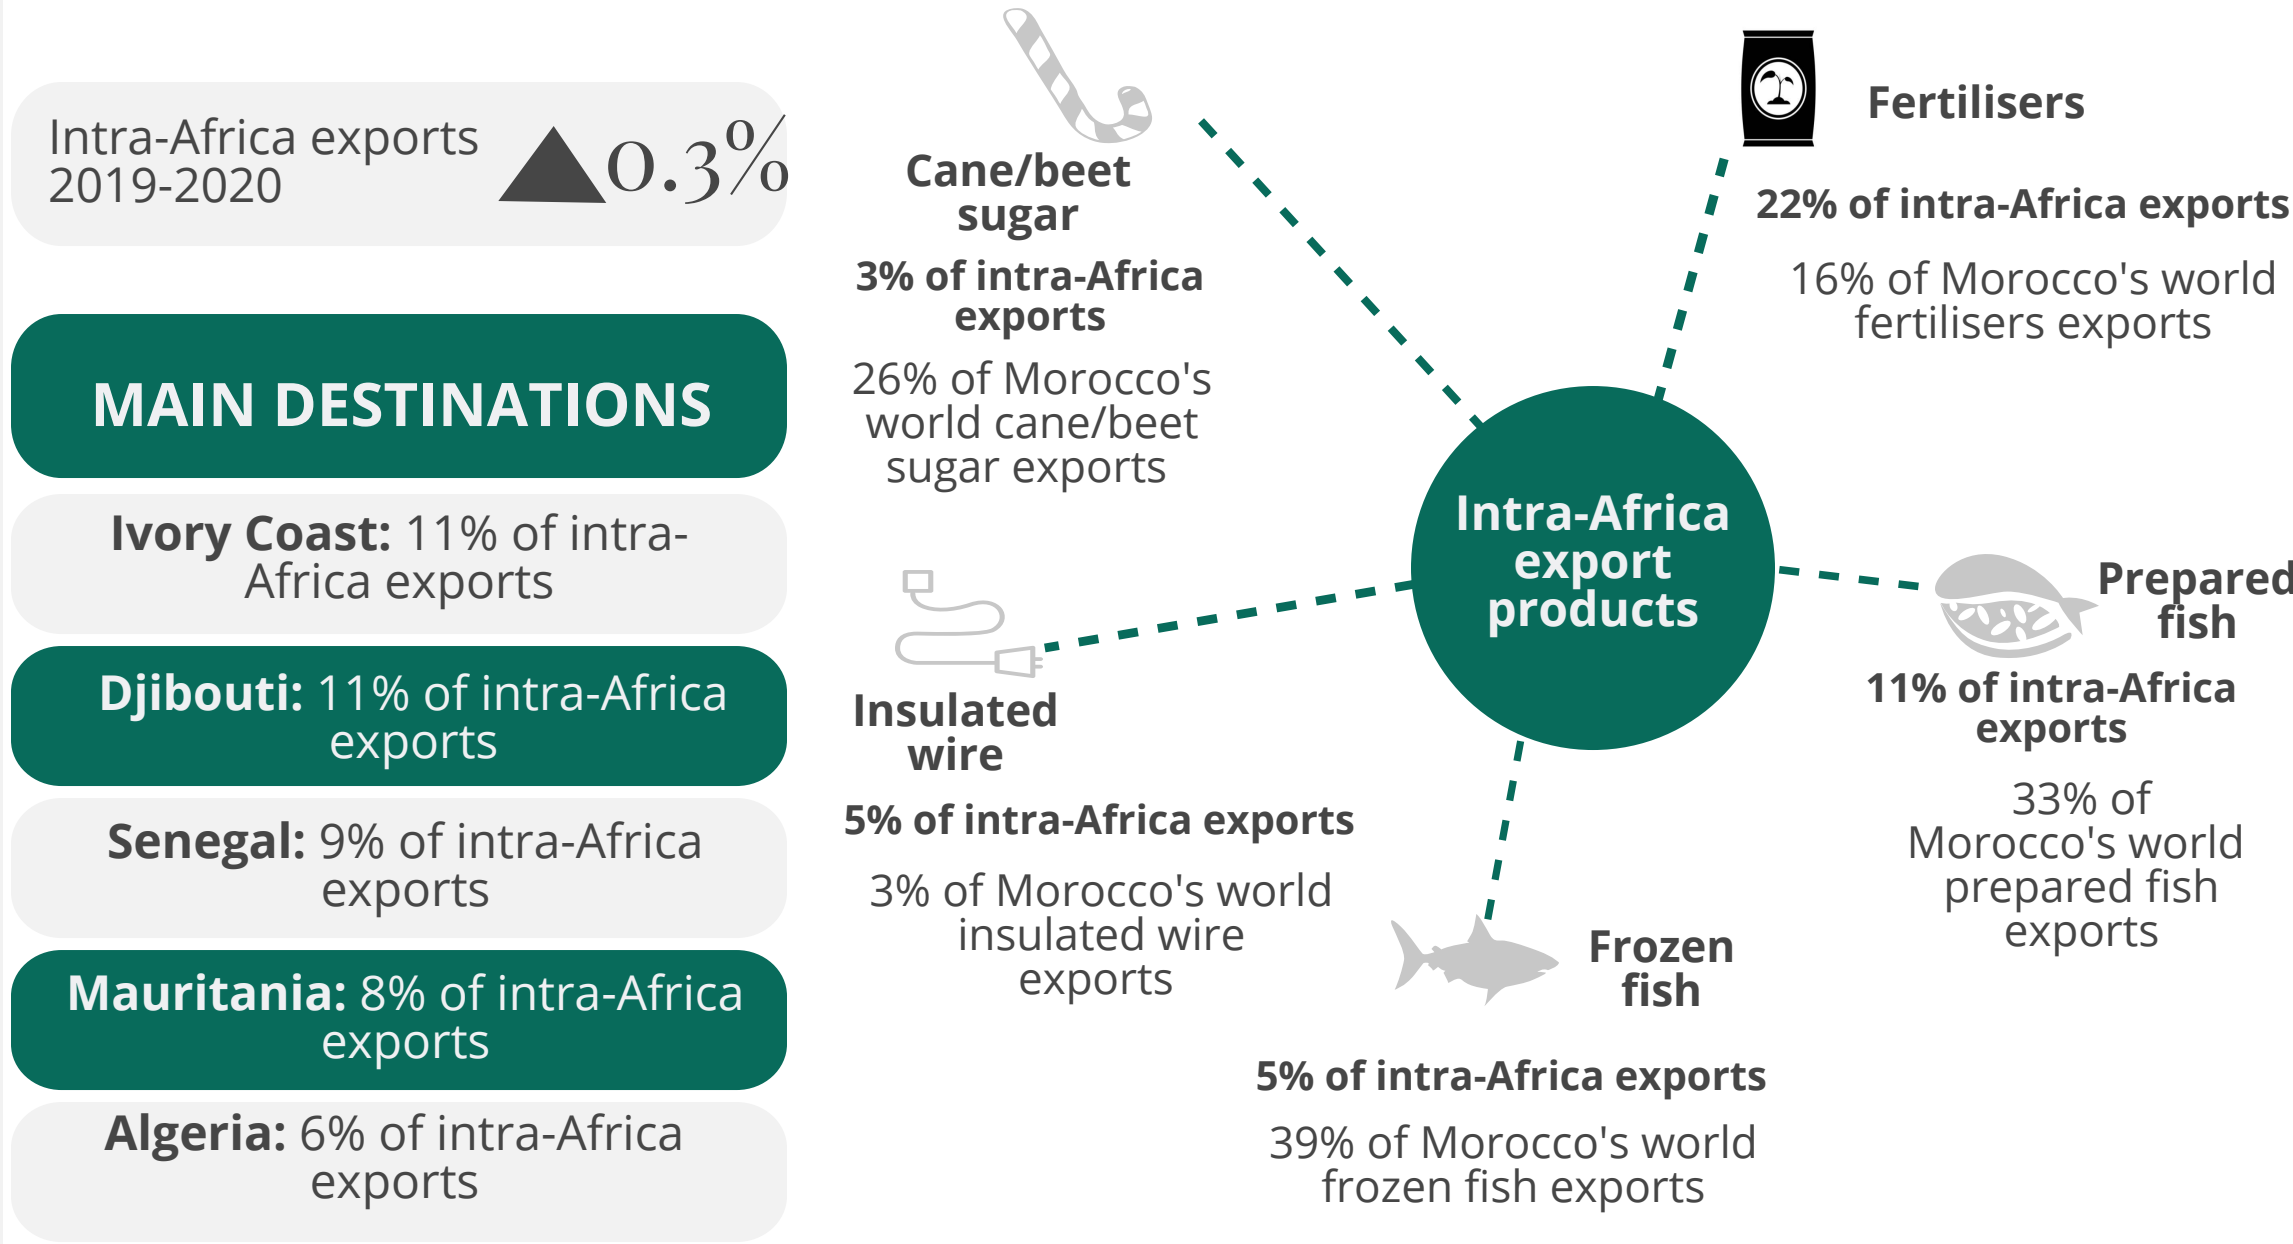 Intra-Africa exports
2019-2020
▲0.3%
MAIN DESTINATIONS
Ivory Coast: 11% of intra-
Africa exports
Djibouti: 11% of intra-Africa
exports
Senegal: 9% of intra-Africa
exports
Mauritania: 8% of intra-Africa
exports
Algeria: 6% of intra-Africa
exports
Cane/beet
sugar
3% of intra-Africa
exports
26% of Morocco's
world cane/beet
sugar exports
Fertilisers
22% of intra-Africa exports
16% of Morocco's world
fertilisers exports
Intra-Africa
export
products
Insulated
wire
5% of intra-Africa exports
3% of Morocco's world
insulated wire
exports
Prepared
fish
11% of intra-Africa
exports
33% of
Morocco's world
prepared fish
exports
Frozen
fish
5% of intra-Africa exports
39% of Morocco's world
frozen fish exports